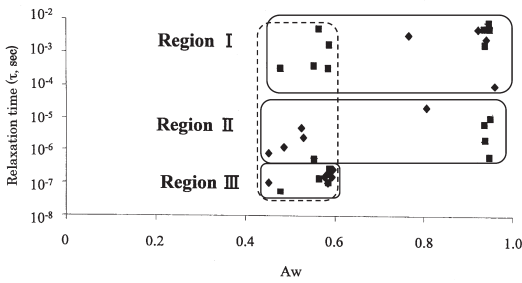 10-2
10-3
10-4
10-5
10-6
10-7
10-8
Relaxation time (τ, sec)
Region Ⅰ
Region Ⅱ
Region Ⅲ
0
0.2
0.4
0.6
0.8
1.0
Aw